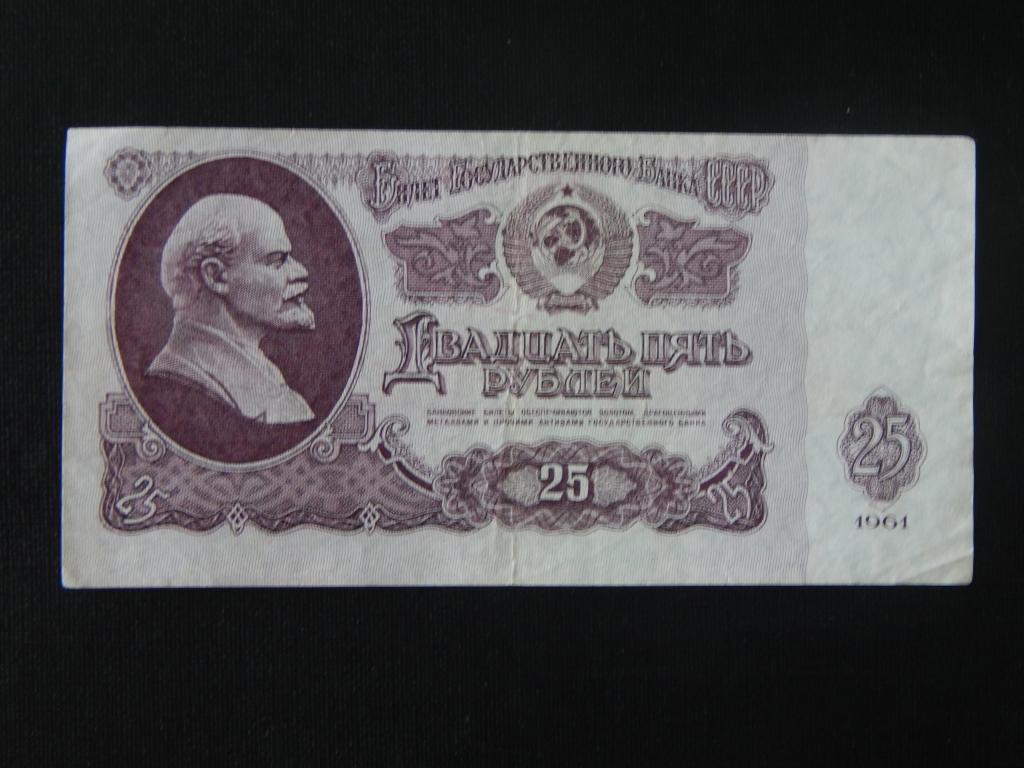 Билет Государственного Банка СССР
Двадцать пять
рублей
БАНКОВСКИЕ БИЛЕТЫ ОБЕСПЕЧИВАЮТСЯ ЗОЛОТОМ, ДРАГОЦЕННЫМИ
МЕТАЛЛАМИ И ПРОЧИМИ АКТИВАМИ ГОСУДАРСТВЕННОГО БАНКА
25
25
25
25
1961